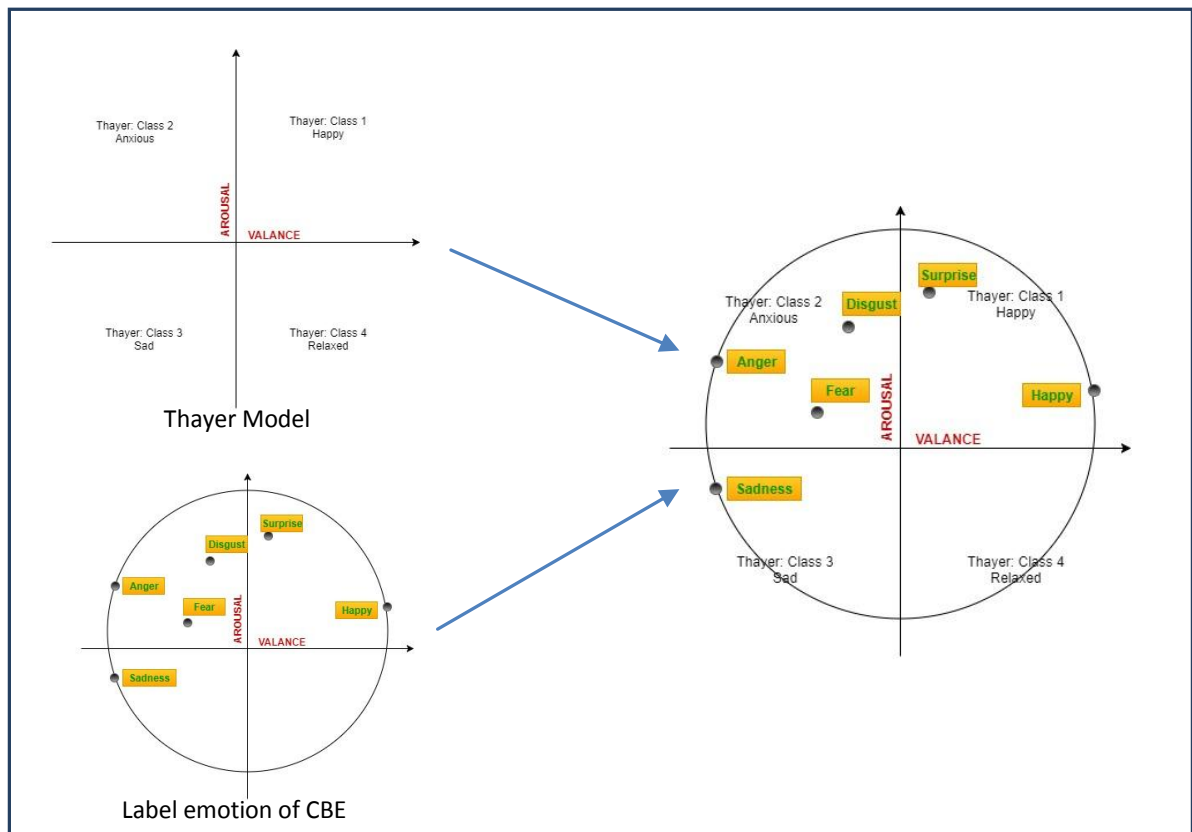 Thayer: Class 2
Anxious
Thayer: Class 1
Happy
AROUSAL
VALANCE
Thayer: Class 3
Sad
Thayer: Class 4
Relaxed
Thayer Model
Surprise
Disgust
Anger
Fear
Happy
AROUSAL
VALANCE
Sadness
Label emotion of CBE
Surprise
Thayer: Class 2
Anxious
Disgust
Thayer: Class 1
Happy
Anger
Fear
Happy
AROUSAL
VALANCE
Sadness
Thayer: Class 3
Sad
Thayer: Class 4
Relaxed